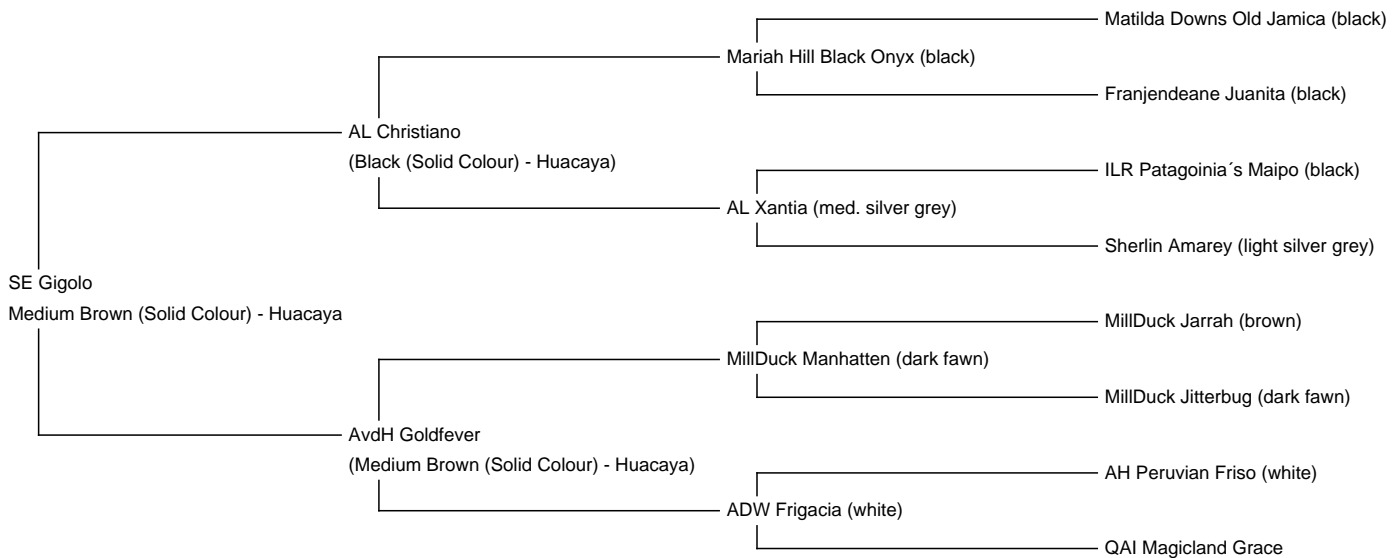 Matilda Downs Old Jamica (black)
Mariah Hill Black Onyx (black)
Franjendeane Juanita (black)
AL Christiano
(Black (Solid Colour) - Huacaya)
ILR Patagoinia´s Maipo (black)
AL Xantia (med. silver grey)
Sherlin Amarey (light silver grey)
SE Gigolo
Medium Brown (Solid Colour) - Huacaya
MillDuck Jarrah (brown)
MillDuck Manhatten (dark fawn)
MillDuck Jitterbug (dark fawn)
AvdH Goldfever
(Medium Brown (Solid Colour) - Huacaya)
AH Peruvian Friso (white)
ADW Frigacia (white)
QAI Magicland Grace